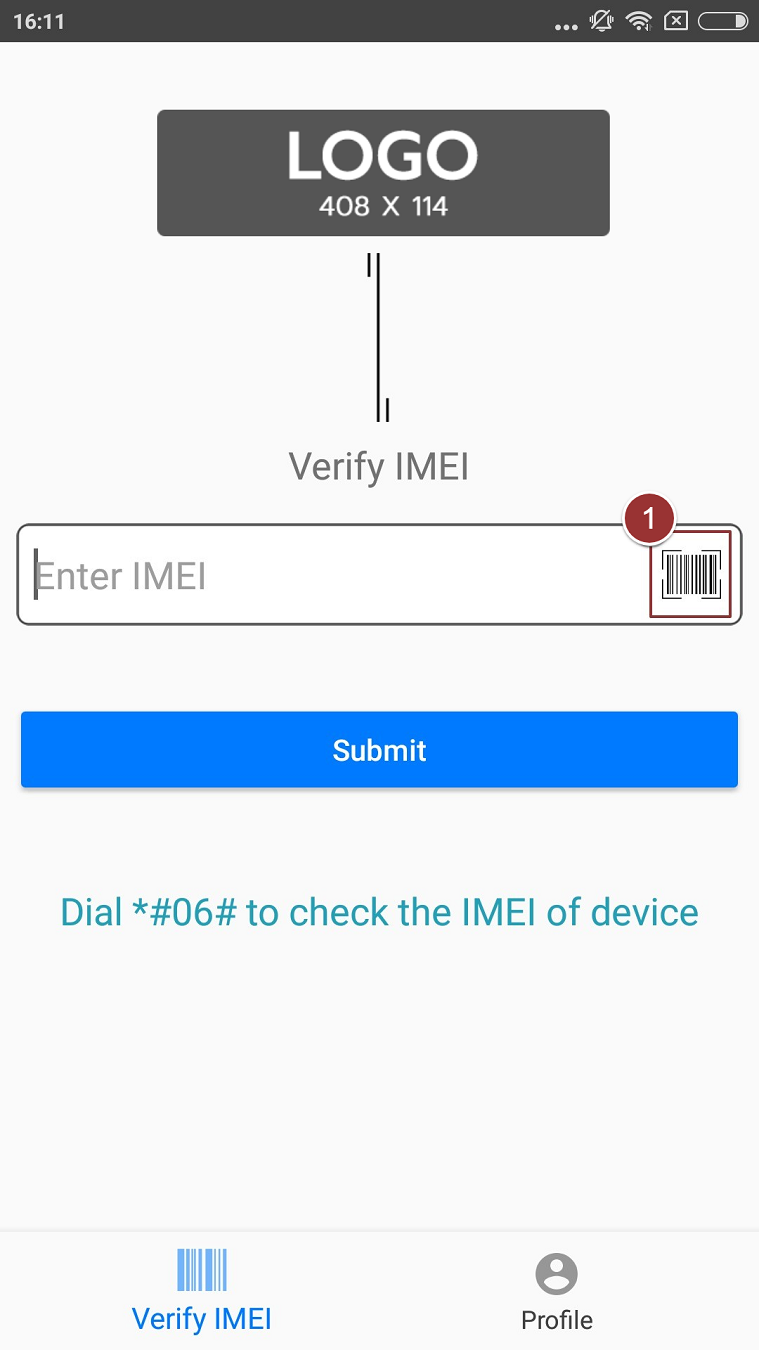 16:11
LOGO
408 X 114
Verify IMEI
1
Enter IMEI
Submit
Dial *#06# to check the IMEI of device
Verify IMEI
Profile